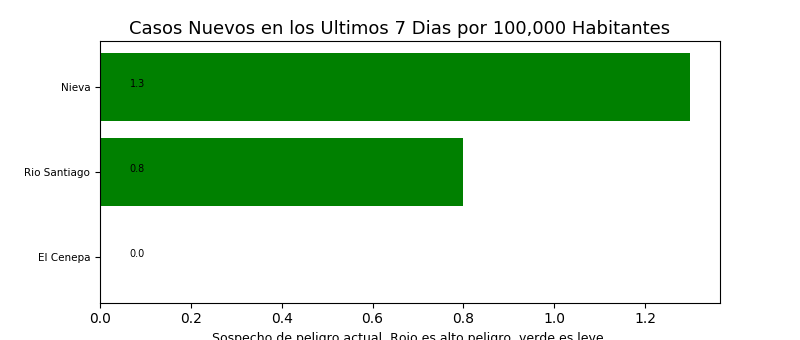 Casos Nuevos en los Ultimos 7 Dias por 100,000 Habitantes
Nieva
1.3
Rio Santiago
0.8
El Cenepa
0.0
0.0 0.2 0.4 0.6 0.8 1.0 1.2
Sospecho de peligro actual. Rojo es alto peligro, verde es leve